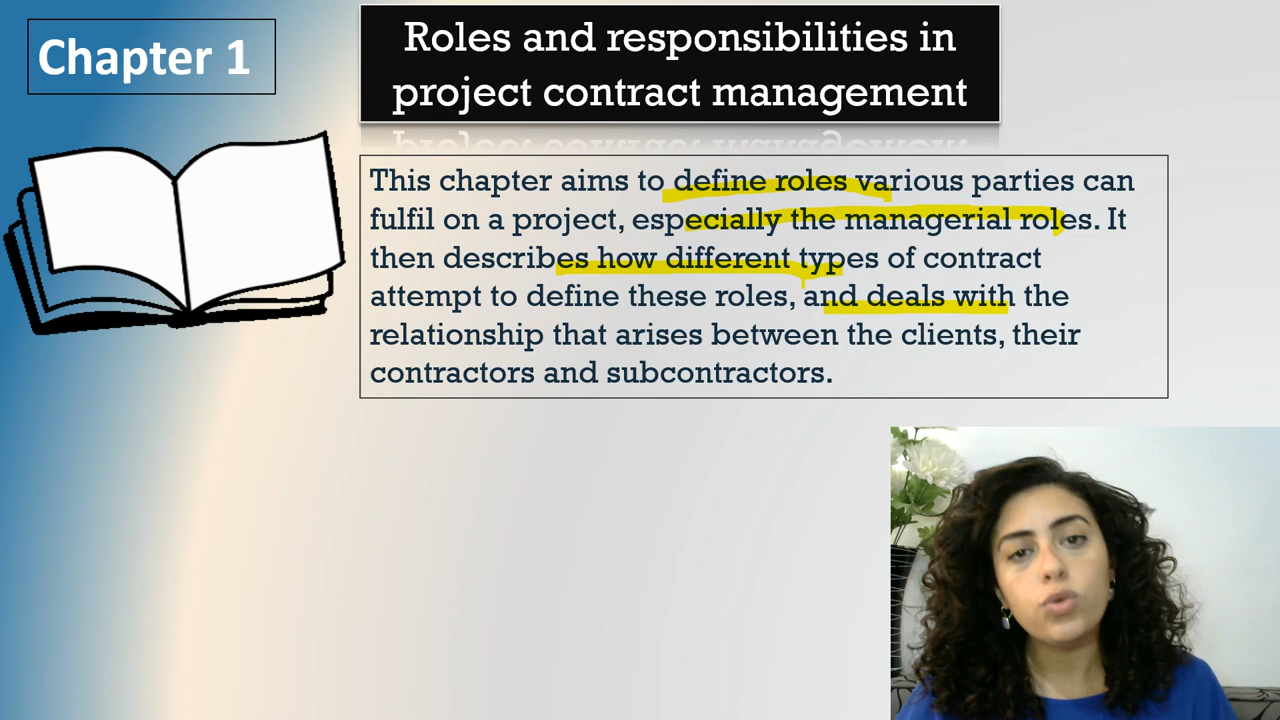 Chapter 1
Roles and responsibilities in
project contract management
This chapter aims to define roles various parties can
fulfil on a project, especially the managerial roles. It
then describes how different types of contract
attempt to define these roles, and deals with the
relationship that arises between the clients, their
contractors and subcontractors.